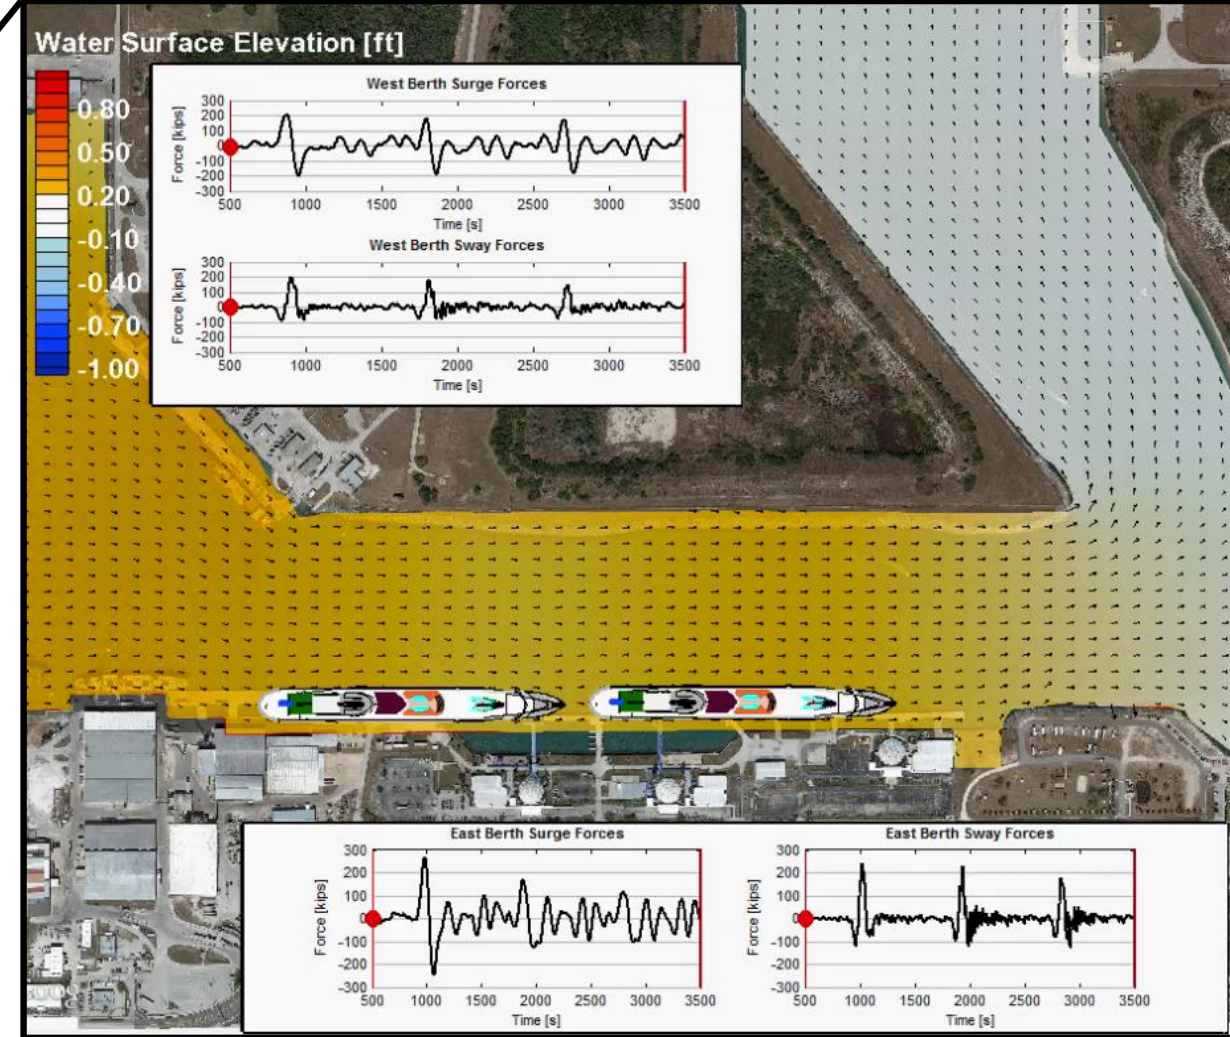 Water Surface Elevation [ft]
0.80
0.50
0.20
-0.10
-0.40
-0.70
-1.00
West Berth Surge Forces
Force [kips]
300
200
100
0
-100
-200
-300
500 1000 1500 2000 2500 3000 3500
Time [s]
West Berth Sway Forces
Force [kips]
300
200
100
0
-100
-200
-300
500 1000 1500 2000 2500 3000 3500
Time [s]
East Berth Surge Forces
Force [kips]
300
200
100
0
-100
-200
-300
500 1000 1500 2000 2500 3000 3500
Time [s]
East Berth Sway Forces
Force [kips]
300
200
100
0
-100
-200
-300
500 1000 1500 2000 2500 3000 3500
Time [s]